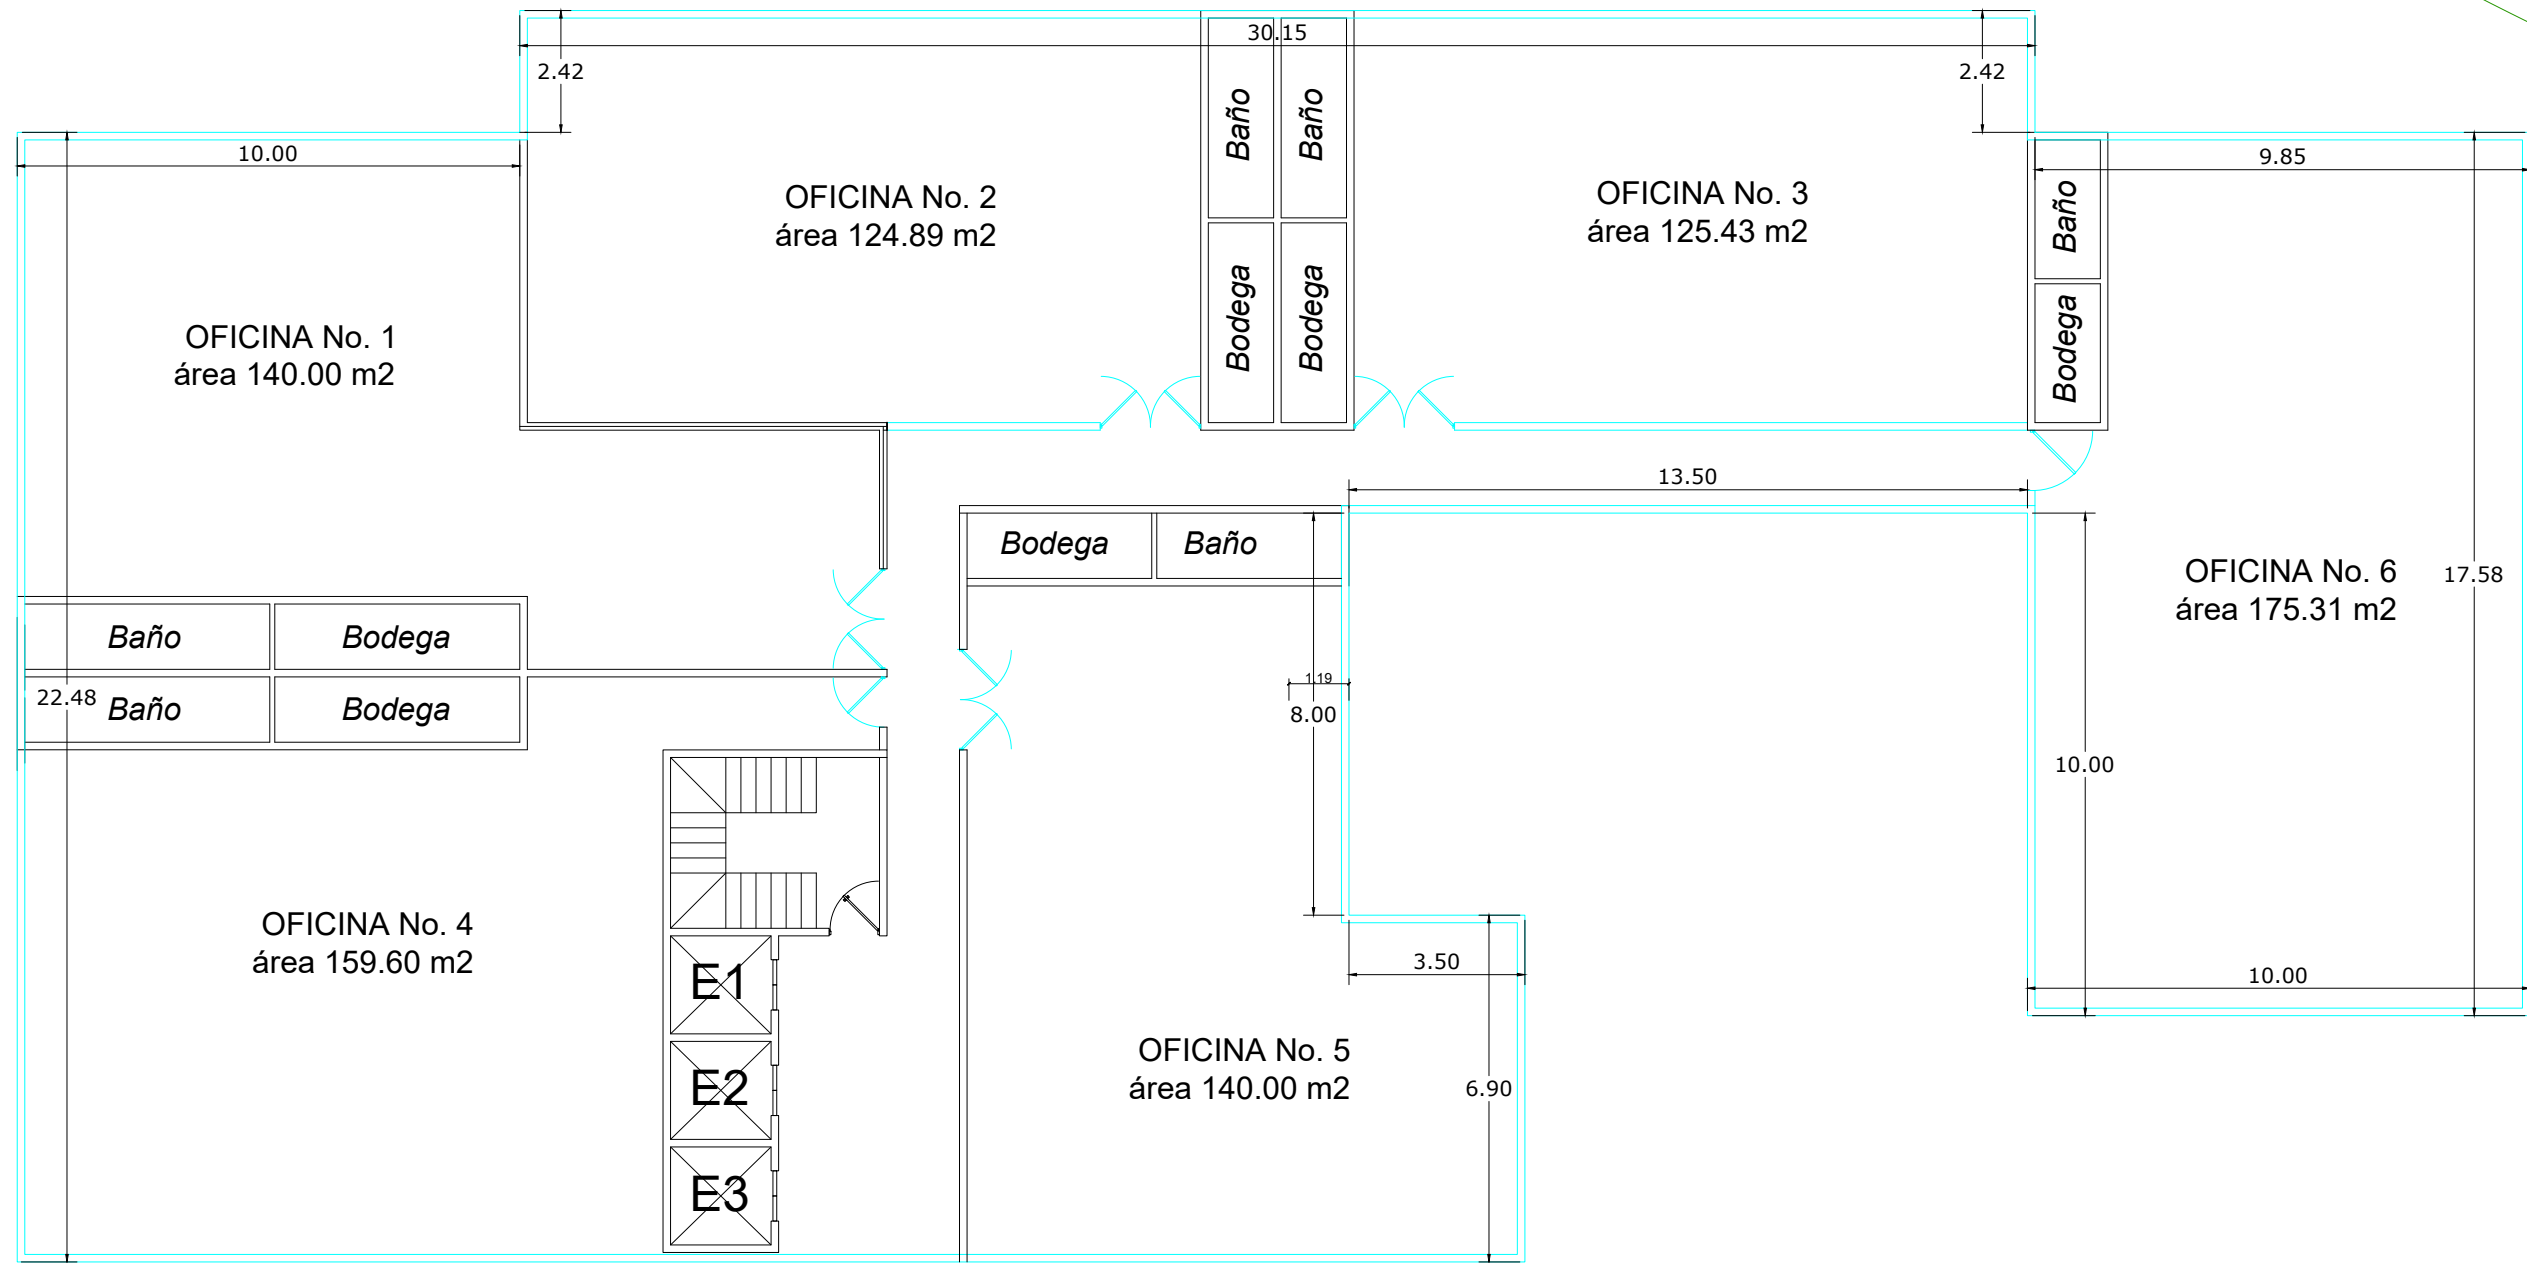 30.15
2.42
2.42
10.00
9.85
Baño
Baño
OFICINA No. 2
área 124.89 m2
OFICINA No. 3
área 125.43 m2
Baño
Bodega
Bodega
Bodega
OFICINA No. 1
área 140.00 m2
13.50
Bodega
Baño
OFICINA No. 6
área 175.31 m2
17.58
Baño
Bodega
22.48
Baño
Bodega
1.19
8.00
10.00
OFICINA No. 4
área 159.60 m2
E1
E2
E3
3.50
10.00
OFICINA No. 5
área 140.00 m2
6.90